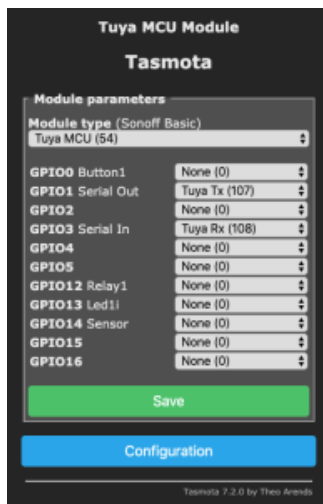 Tuya MCU Module
Tasmota
Module parameters
Module type (Sonoff Basic)
Tuya MCU (54)
GPIO0 Button1 None (0)
GPIO1 Serial Out Tuya Tx (107)
GPIO2 None (0)
GPIO3 Serial In Tuya Rx (108)
GPIO4 None (0)
GPIO5 None (0)
GPIO12 Relay1 None (0)
GPIO13 Led1i None (0)
GPIO14 Sensor None (0)
GPIO15 None (0)
GPIO16 None (0)
Save
Configuration
Tasmota 7.2.0 by Theo Arends